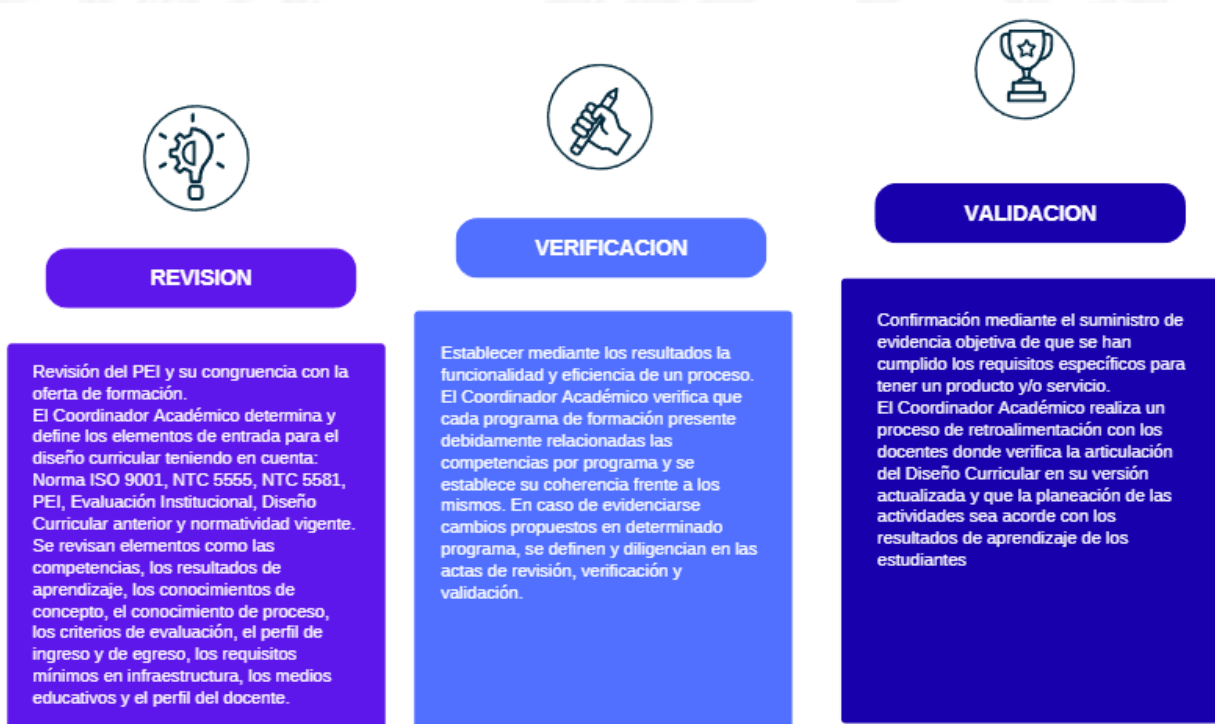 REVISION
Revisión del PEI y su congruencia con la
oferta de formación.
El Coordinador Académico determina y
define los elementos de entrada para el
diseño curricular teniendo en cuenta:
Norma ISO 9001, NTC 5555, NTC 5581,
PEI, Evaluación Institucional, Diseño
Curricular anterior y normatividad vigente.
Se revisan elementos como las
competencias, los resultados de
aprendizaje, los conocimientos de
concepto, el conocimiento de proceso,
los criterios de evaluación, el perfil de
ingreso y de egreso, los requisitos
mínimos en infraestructura, los medios
educativos y el perfil del docente.
VERIFICACION
Establecer mediante los resultados la
funcionalidad y eficiencia de un proceso.
El Coordinador Académico verifica que
cada programa de formación presente
debidamente relacionadas las
competencias por programa y se
establece su coherencia frente a los
mismos. En caso de evidenciarse
cambios propuestos en determinado
programa, se definen y diligencian en las
actas de revisión, verificación y
validación.
VALIDACION
Confirmación mediante el suministro de
evidencia objetiva de que se han
cumplido los requisitos específicos para
tener un producto y/o servicio.
El Coordinador Académico realiza un
proceso de retroalimentación con los
docentes donde verifica la articulación
del Diseño Curricular en su versión
actualizada y que la planeación de las
actividades sea acorde con los
resultados de aprendizaje de los
estudiantes